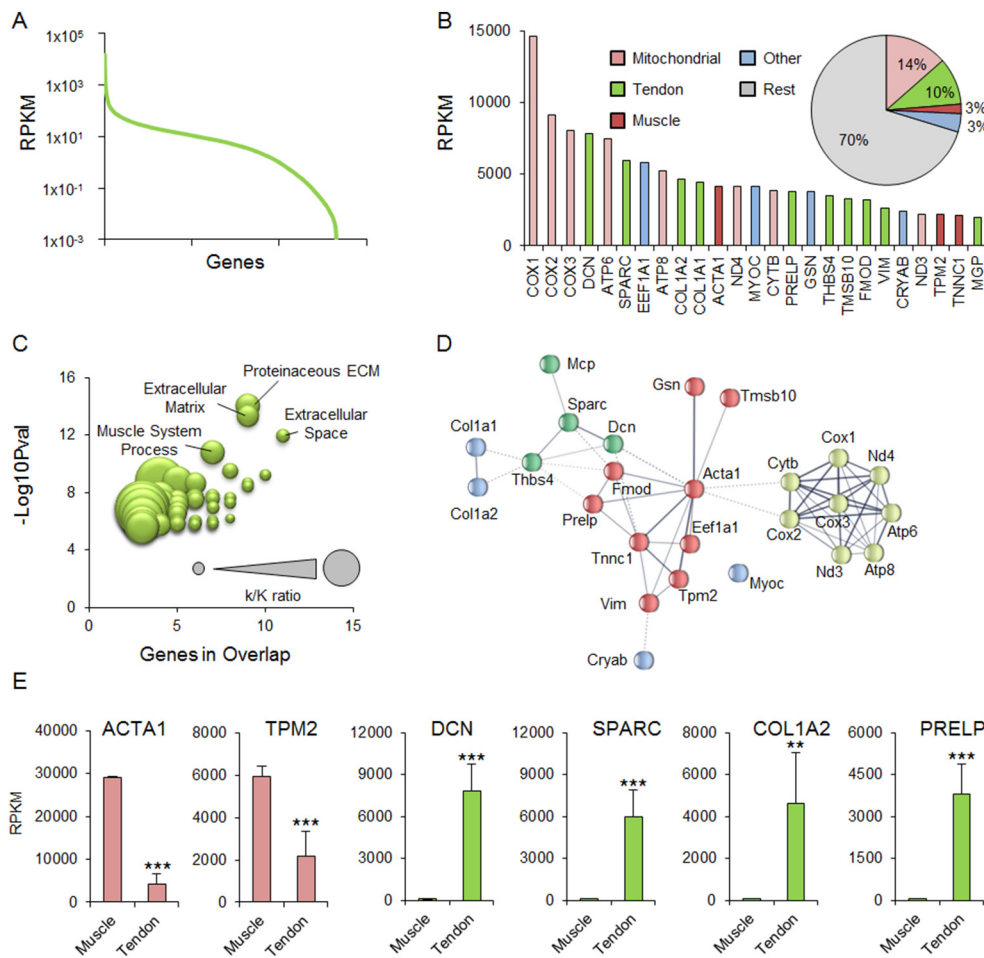 A
RPKM
1x10⁵
1x10³
1x10¹
1x10⁻¹
1x10⁻³
Genes
B
RPKM
15000
10000
5000
0
Mitochondrial
Tendon
Muscle
Other
Rest
14%
10%
3%
3%
70%
COX1
COX2
COX3
DCN
ATP6
SPARC
EEF1A1
ATP8
COL1A2
COL1A1
ACTA1
ND4
MYOC
CYTB
PRELP
GSN
THBS4
TMSB10
FMOD
VIM
CRYAB
ND3
TPM2
TNNC1
MGP
C
-Log10Pval
16
12
8
4
0
Proteinaceous ECM
Extracellular
Matrix
Extracellular
Space
Muscle System
Process
k/K ratio
0
5
10
15
Genes in Overlap
D
Mcp
Gsn
Tmsb10
Sparc
Col1a1
Dcn
Cox1
Nd4
Cytb
Acta1
Thbs4
Fmod
Col1a2
Prelp
Cox3
Atp6
Cox2
Eef1a1
Tnnc1
Nd3
Atp8
Tpm2
Myoc
Vim
Cryab
E
RPKM
ACTA1
40000
30000
20000
10000
0
***
Muscle
Tendon
TPM2
8000
6000
4000
2000
0
***
Muscle
Tendon
DCN
12000
9000
6000
3000
0
***
Muscle
Tendon
SPARC
12000
9000
6000
3000
0
***
Muscle
Tendon
COL1A2
8000
6000
4000
2000
0
**
Muscle
Tendon
PRELP
6000
4500
3000
1500
0
***
Muscle
Tendon